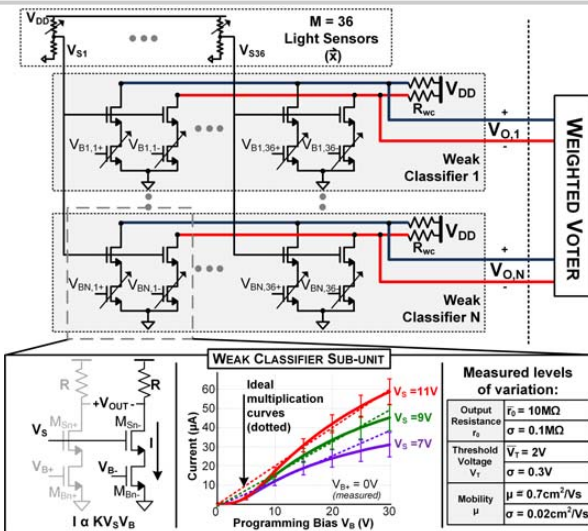 V_DD
M = 36
Light Sensors
(x⃗)
V_S1
V_S36
V_DD
R_wc
+
V_O,1
-
V_B1,1+
V_B1,1-
V_B1,36+
V_B1,36-
Weak
Classifier 1
V_DD
R_wc
+
V_O,N
-
V_BN,1+
V_BN,1-
V_BN,36+
V_BN,36-
Weak
Classifier N
WEIGHTED VOTER
R
R
+V_OUT-
M_Sn+
M_Sn-
V_S
I
V_B+
V_B-
M_Bn+
M_Bn-
I α KV_SV_B
WEAK CLASSIFIER SUB-UNIT
Ideal
multiplication
curves
(dotted)
V_S =11V
V_S =9V
V_S =7V
V_B+ = 0V
(measured)
Current (μA)
60
50
40
30
20
10
0
10
20
30
Programming Bias V_B (V)
Measured levels
of variation:
Output
Resistance
r₀
r̅₀ = 10MΩ
σ = 0.1MΩ
Threshold
Voltage
V_T
V̅_T = 2V
σ = 0.3V
Mobility
μ
μ = 0.7cm²/Vs
σ = 0.02cm²/Vs